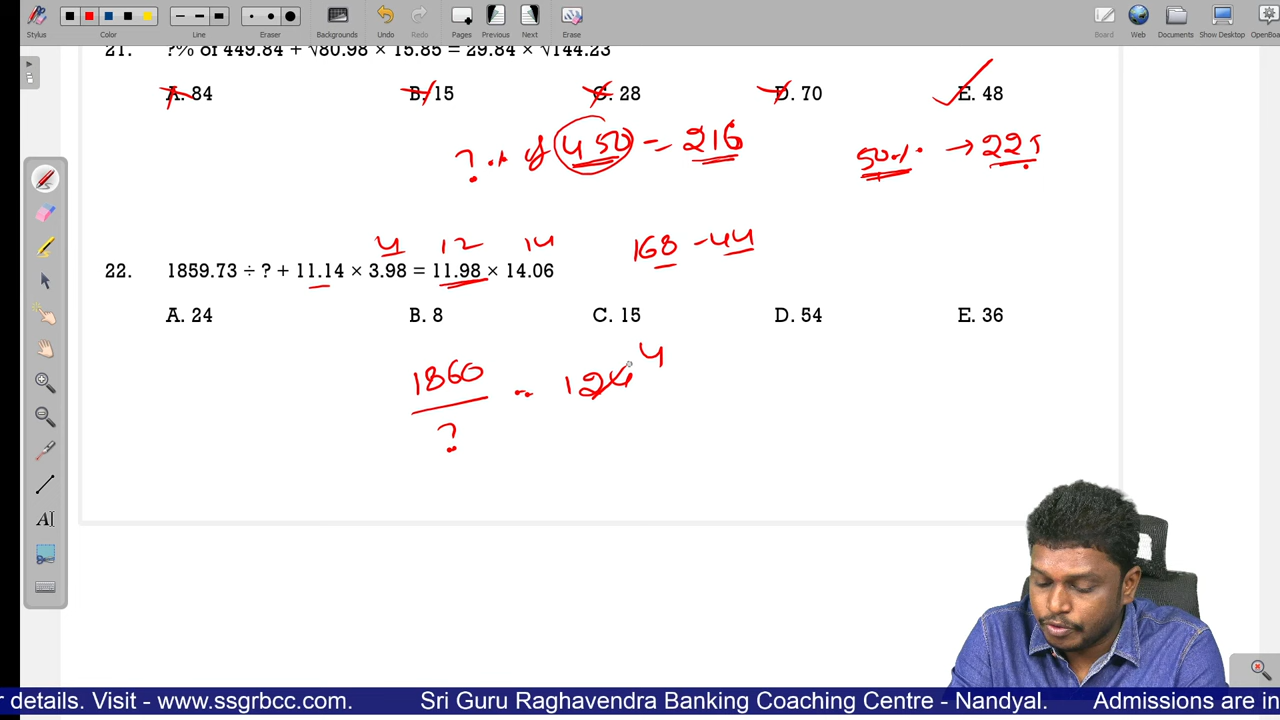 Stylus Color Line Eraser Backgrounds Undo Redo Pages Previous Next Erase Board Web Documents Show Desktop OpenBoa
21. ?% of 449.84 + √80.98 × 15.85 = 29.84 × √144.23
A. 84 B. 15 C. 28 D. 70 E. 48
?% of 450 = 216 50% → 225
4 12 14 168 - 44
22. 1859.73 ÷ ? + 11.14 × 3.98 = 11.98 × 14.06
A. 24 B. 8 C. 15 D. 54 E. 36
4
1860 = 124
?
r details. Visit - www.ssgrbcc.com. Sri Guru Raghavendra Banking Coaching Centre - Nandyal. Admissions are in